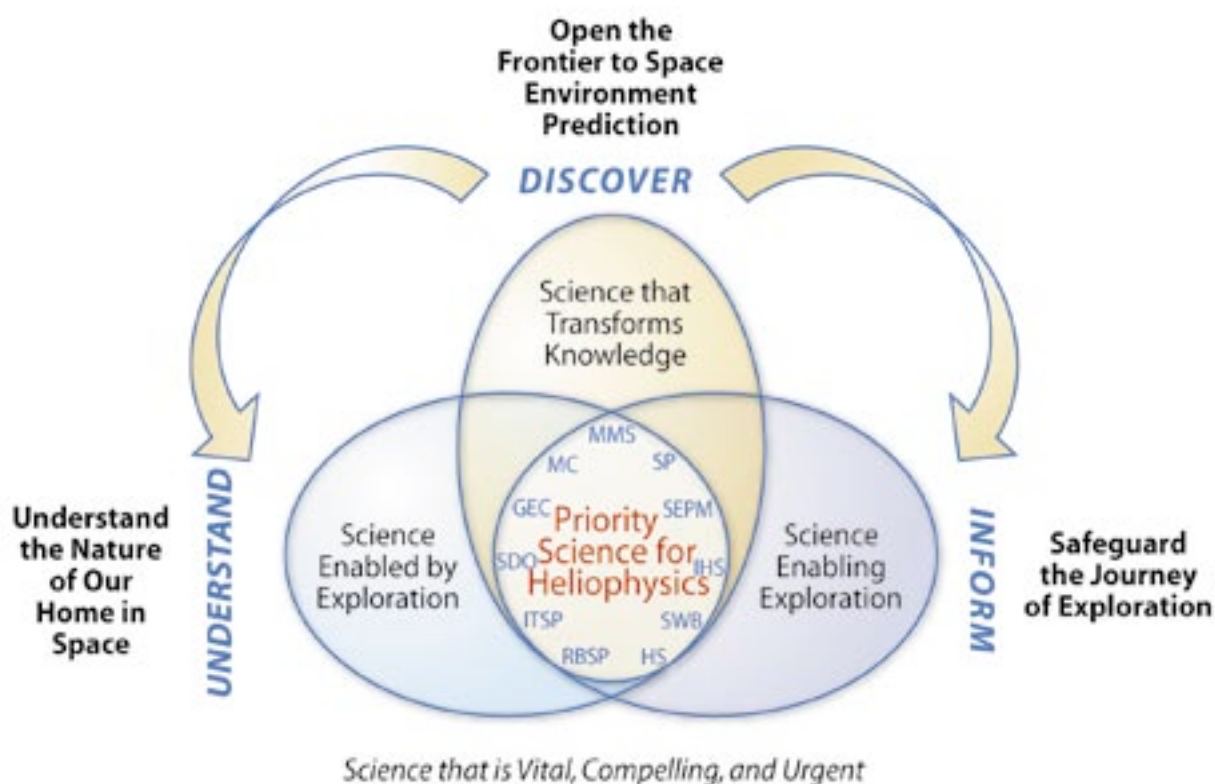 Open the
Frontier to Space
Environment
Prediction
DISCOVER
Science that
Transforms
Knowledge
MMS
MC
SP
GEC
SEPM
Priority
Science for
Heliophysics
SDO
IHS
ITSP
SWB
RBSP
HS
Science
Enabled by
Exploration
Science
Enabling
Exploration
UNDERSTAND
Understand
the Nature
of Our
Home in
Space
INFORM
Safeguard
the Journey
of Exploration
Science that is Vital, Compelling, and Urgent